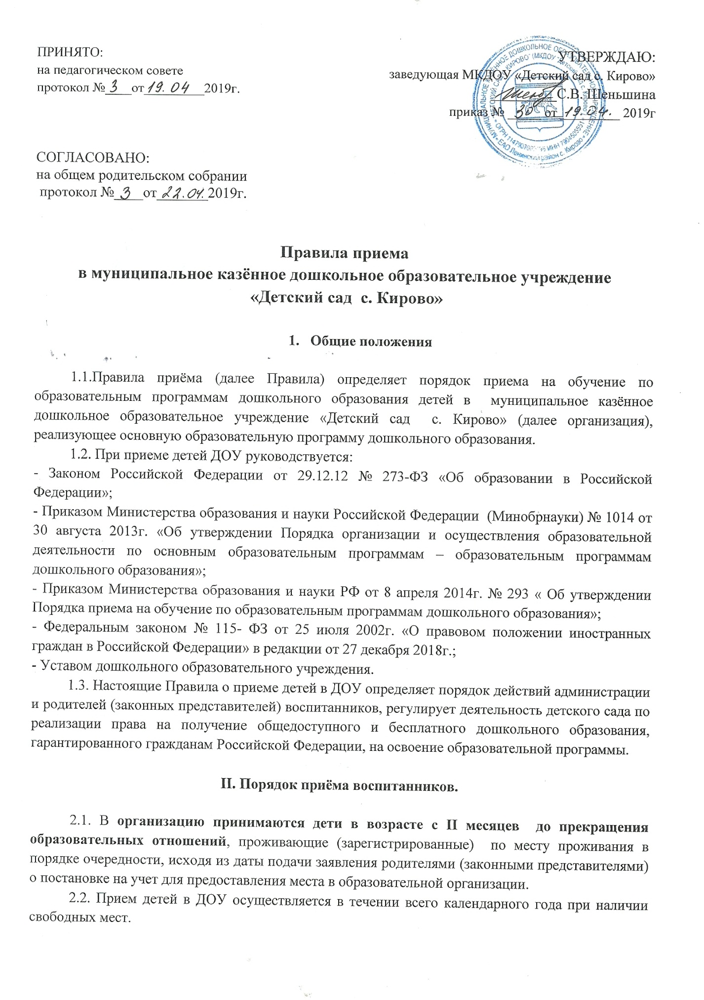 ПРИНЯТО:
на педагогическом совете
протокол № 3 от 19. 04 2019г.
УТВЕРЖДАЮ:
заведующая МКДОУ «Детский сад с. Кирово»
С.В. Шеньшина
приказ № 30 от 19.04. 2019г
СОГЛАСОВАНО:
на общем родительском собрании
протокол № 3 от 22.04. 2019г.
Правила приема
в муниципальное казённое дошкольное образовательное учреждение
«Детский сад с. Кирово»
1. Общие положения
1.1.Правила приёма (далее Правила) определяет порядок приема на обучение по
образовательным программам дошкольного образования детей в муниципальное казённое
дошкольное образовательное учреждение «Детский сад с. Кирово» (далее организация),
реализующее основную образовательную программу дошкольного образования.
1.2. При приеме детей ДОУ руководствуется:
- Законом Российской Федерации от 29.12.12 № 273-ФЗ «Об образовании в Российской
Федерации»;
- Приказом Министерства образования и науки Российской Федерации (Минобрнауки) № 1014 от
30 августа 2013г. «Об утверждении Порядка организации и осуществления образовательной
деятельности по основным образовательным программам – образовательным программам
дошкольного образования»;
- Приказом Министерства образования и науки РФ от 8 апреля 2014г. № 293 « Об утверждении
Порядка приема на обучение по образовательным программам дошкольного образования»;
- Федеральным законом № 115- ФЗ от 25 июля 2002г. «О правовом положении иностранных
граждан в Российской Федерации» в редакции от 27 декабря 2018г.;
- Уставом дошкольного образовательного учреждения.
1.3. Настоящие Правила о приеме детей в ДОУ определяет порядок действий администрации
и родителей (законных представителей) воспитанников, регулирует деятельность детского сада по
реализации права на получение общедоступного и бесплатного дошкольного образования,
гарантированного гражданам Российской Федерации, на освоение образовательной программы.
II. Порядок приёма воспитанников.
2.1. В организацию принимаются дети в возрасте с II месяцев до прекращения
образовательных отношений, проживающие (зарегистрированные) по месту проживания в
порядке очередности, исходя из даты подачи заявления родителями (законными представителями)
о постановке на учет для предоставления места в образовательной организации.
2.2. Прием детей в ДОУ осуществляется в течении всего календарного года при наличии
свободных мест.